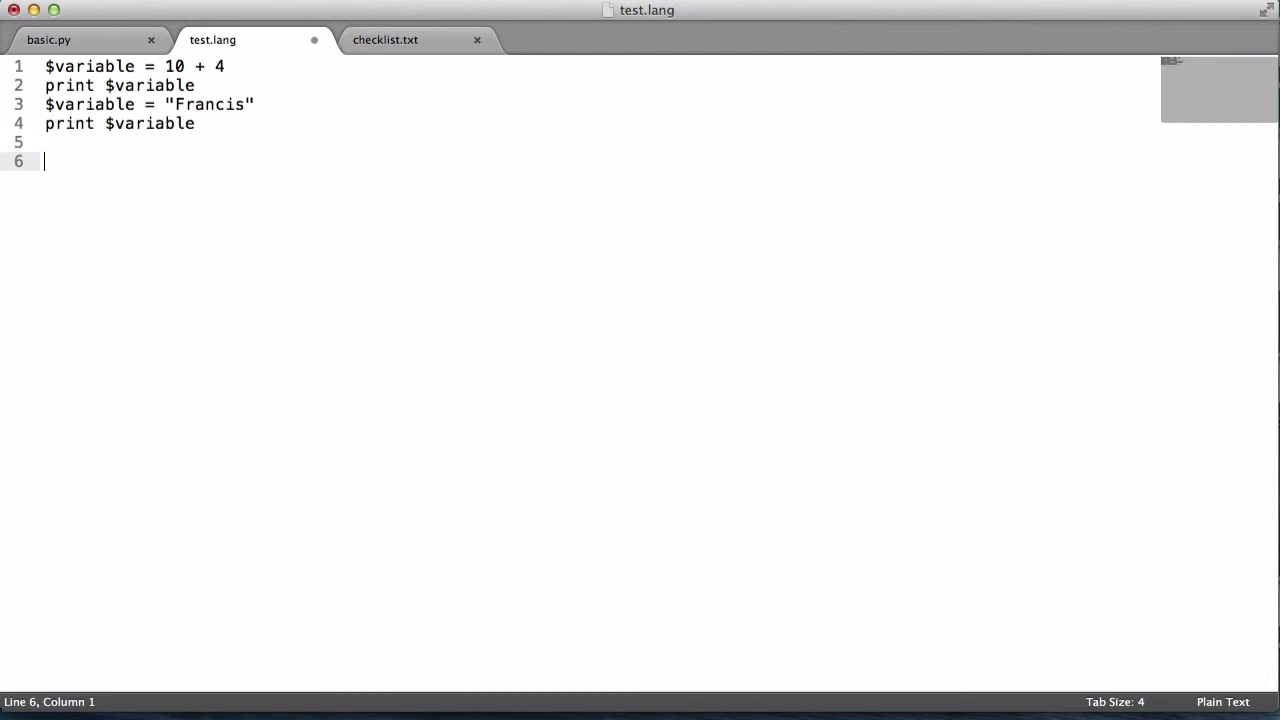 test.lang
basic.py
test.lang
checklist.txt
1 $variable = 10 + 4
2 print $variable
3 $variable = "Francis"
4 print $variable
5
6
Line 6, Column 1
Tab Size: 4
Plain Text